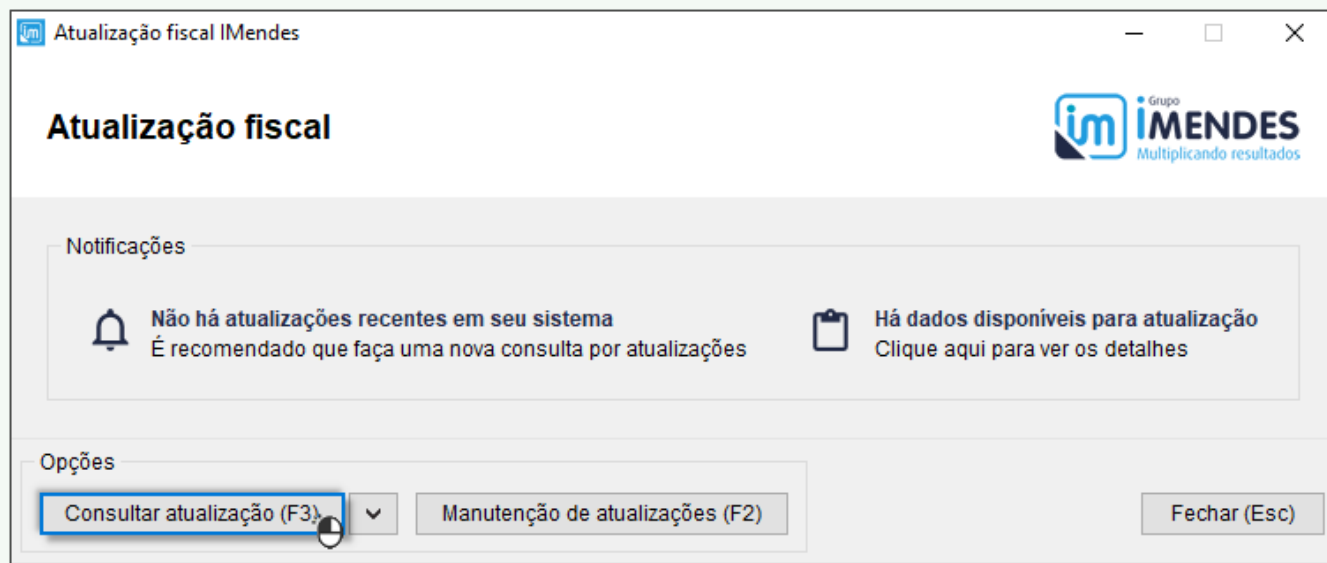 Atualização fiscal IMendes
Atualização fiscal
Grupo
iMENDES
Multiplicando resultados
im
Notificações
Não há atualizações recentes em seu sistema
É recomendado que faça uma nova consulta por atualizações
Há dados disponíveis para atualização
Clique aqui para ver os detalhes
Opções
Consultar atualização (F3)
Manutenção de atualizações (F2)
Fechar (Esc)